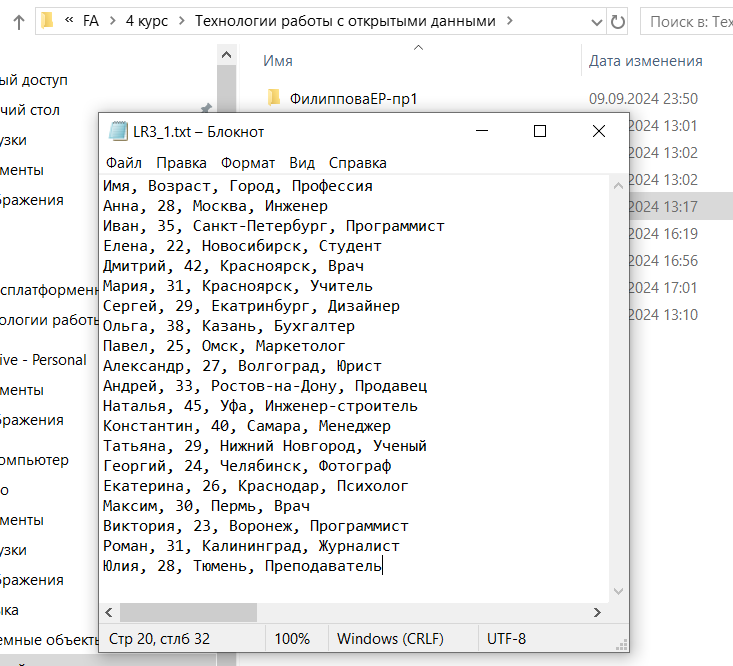 « FA > 4 курс > Технологии работы с открытыми данными >
Поиск в: Тех
Имя
Дата изменения
ый доступ
чий стол
узки
менты
бражения
сплатформенн
ологии работы
ive - Personal
менты
бражения
омпьютер
о
менты
узки
бражения
ыка
емные объекты
ФилипповаЕР-пр1
09.09.2024 23:50
2024 13:01
2024 13:02
2024 13:02
2024 13:17
2024 16:19
2024 16:56
2024 17:01
2024 13:10
LR3_1.txt – Блокнот
Файл Правка Формат Вид Справка
Имя, Возраст, Город, Профессия
Анна, 28, Москва, Инженер
Иван, 35, Санкт-Петербург, Программист
Елена, 22, Новосибирск, Студент
Дмитрий, 42, Красноярск, Врач
Мария, 31, Красноярск, Учитель
Сергей, 29, Екатринбург, Дизайнер
Ольга, 38, Казань, Бухгалтер
Павел, 25, Омск, Маркетолог
Александр, 27, Волгоград, Юрист
Андрей, 33, Ростов-на-Дону, Продавец
Наталья, 45, Уфа, Инженер-строитель
Константин, 40, Самара, Менеджер
Татьяна, 29, Нижний Новгород, Ученый
Георгий, 24, Челябинск, Фотограф
Екатерина, 26, Краснодар, Психолог
Максим, 30, Пермь, Врач
Виктория, 23, Воронеж, Программист
Роман, 31, Калининград, Журналист
Юлия, 28, Тюмень, Преподаватель
Стр 20, стлб 32
100%
Windows (CRLF)
UTF-8